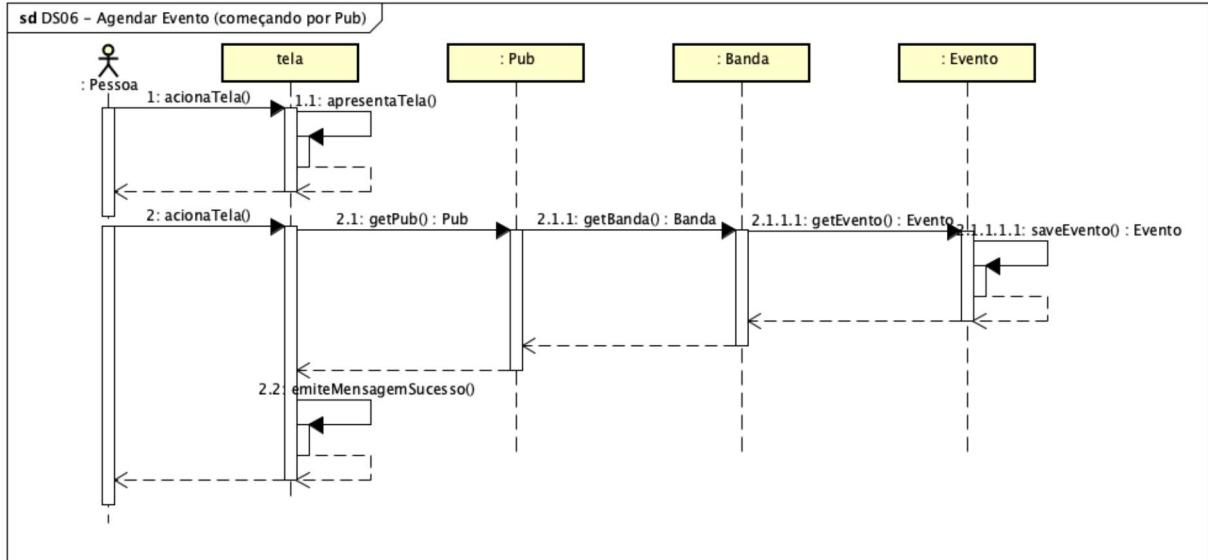 sd DS06 – Agendar Evento (começando por Pub)
: Pessoa
tela
: Pub
: Banda
: Evento
1: acionaTela()
1.1: apresentaTela()
2: acionaTela()
2.1: getPub() : Pub
2.1.1: getBanda() : Banda
2.1.1.1: getEvento() : Evento
2.1.1.1.1: saveEvento() : Evento
2.2: emiteMensagemSucesso()